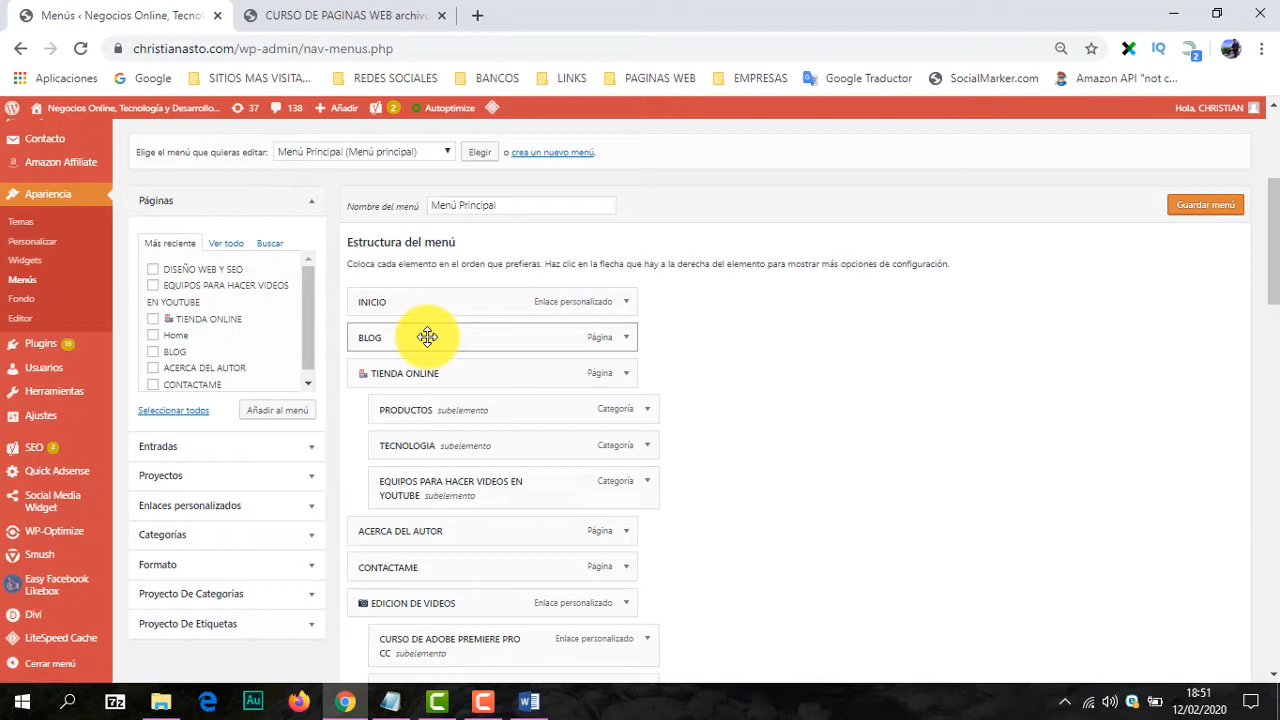 Menús ‹ Negocios Online, Tecnol
CURSO DE PAGINAS WEB archivo
christianasto.com/wp-admin/nav-menus.php
IQ
2
Aplicaciones
Google
SITIOS MAS VISITA...
REDES SOCIALES
BANCOS
LINKS
PAGINAS WEB
EMPRESAS
Google Traductor
SocialMarker.com
Amazon API "not c...
Negocios Online, Tecnología y Desarrollo...
37
138
Añadir
2
Autoptimize
Hola, CHRISTIAN
Contacto
Amazon Affiliate
Apariencia
Temas
Personalizar
Widgets
Menús
Fondo
Editor
Plugins 13
Usuarios
Herramientas
Ajustes
SEO 2
Quick Adsense
Social Media
Widget
WP-Optimize
Smush
Easy Facebook
Likebox
Divi
LiteSpeed Cache
Cerrar menú
Elige el menú que quieras editar:
Menú Principal (Menú principal)
Elegir
o crea un nuevo menú.
Páginas
Más reciente
Ver todo
Buscar
DISEÑO WEB Y SEO
EQUIPOS PARA HACER VIDEOS
EN YOUTUBE
TIENDA ONLINE
Home
BLOG
ACERCA DEL AUTOR
CONTACTAME
Seleccionar todos
Añadir al menú
Entradas
Proyectos
Enlaces personalizados
Categorías
Formato
Proyecto De Categorías
Proyecto De Etiquetas
Nombre del menú
Menú Principal
Guardar menú
Estructura del menú
Coloca cada elemento en el orden que prefieras. Haz clic en la flecha que hay a la derecha del elemento para mostrar más opciones de configuración.
INICIO
Enlace personalizado
BLOG
Página
TIENDA ONLINE
Página
PRODUCTOS subelemento
Categoría
TECNOLOGIA subelemento
Categoría
EQUIPOS PARA HACER VIDEOS EN
YOUTUBE subelemento
Categoría
ACERCA DEL AUTOR
Página
CONTACTAME
Página
EDICION DE VIDEOS
Enlace personalizado
CURSO DE ADOBE PREMIERE PRO
CC subelemento
Enlace personalizado
7z
Au
18:51
12/02/2020